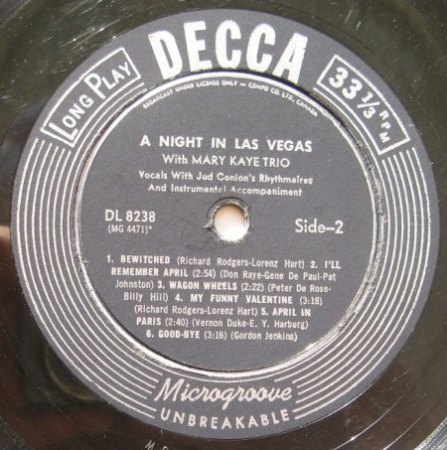 DECCA
LONG PLAY
33 1/3 RPM
BROADCAST UNDER LICENSE ONLY — COMPO CO. LTD., CANADA
A NIGHT IN LAS VEGAS
With MARY KAYE TRIO
Vocals With Jud Conlon's Rhythmaires
And Instrumental Accompaniment
DL 8238
(MG 4471)*
Side-2
1. BEWITCHED (Richard Rodgers-Lorenz Hart) 2. I'LL
REMEMBER APRIL (2:54) (Don Raye-Gene De Paul-Pat
Johnston) 3. WAGON WHEELS (2:22) (Peter De Rose-
Billy Hill) 4. MY FUNNY VALENTINE (3:18)
(Richard Rodgers-Lorenz Hart) 5. APRIL IN
PARIS (2:40) (Vernon Duke-E. Y. Harburg)
6. GOOD-BYE (3:16) (Gordon Jenkins)
Microgroove
UNBREAKABLE